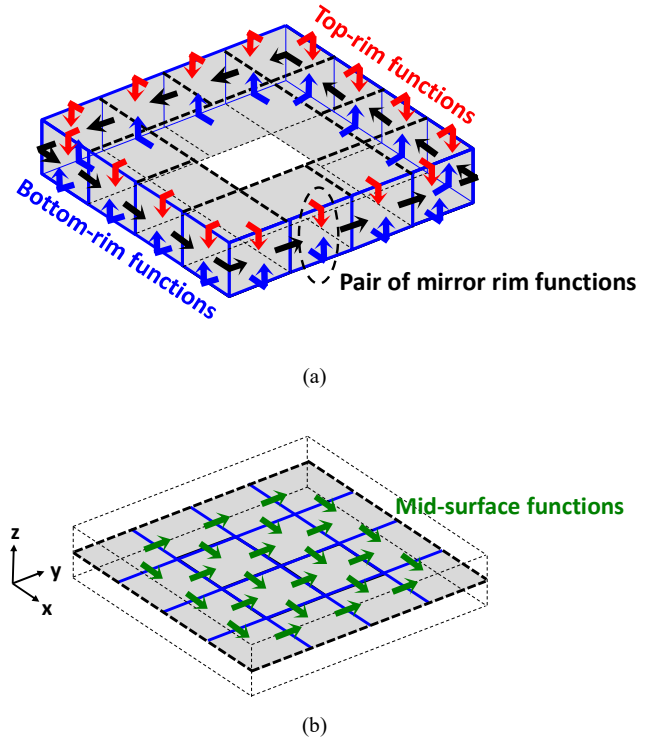 Top-rim functions
Bottom-rim functions
Pair of mirror rim functions
(a)
Mid-surface functions
z
y
x
(b)